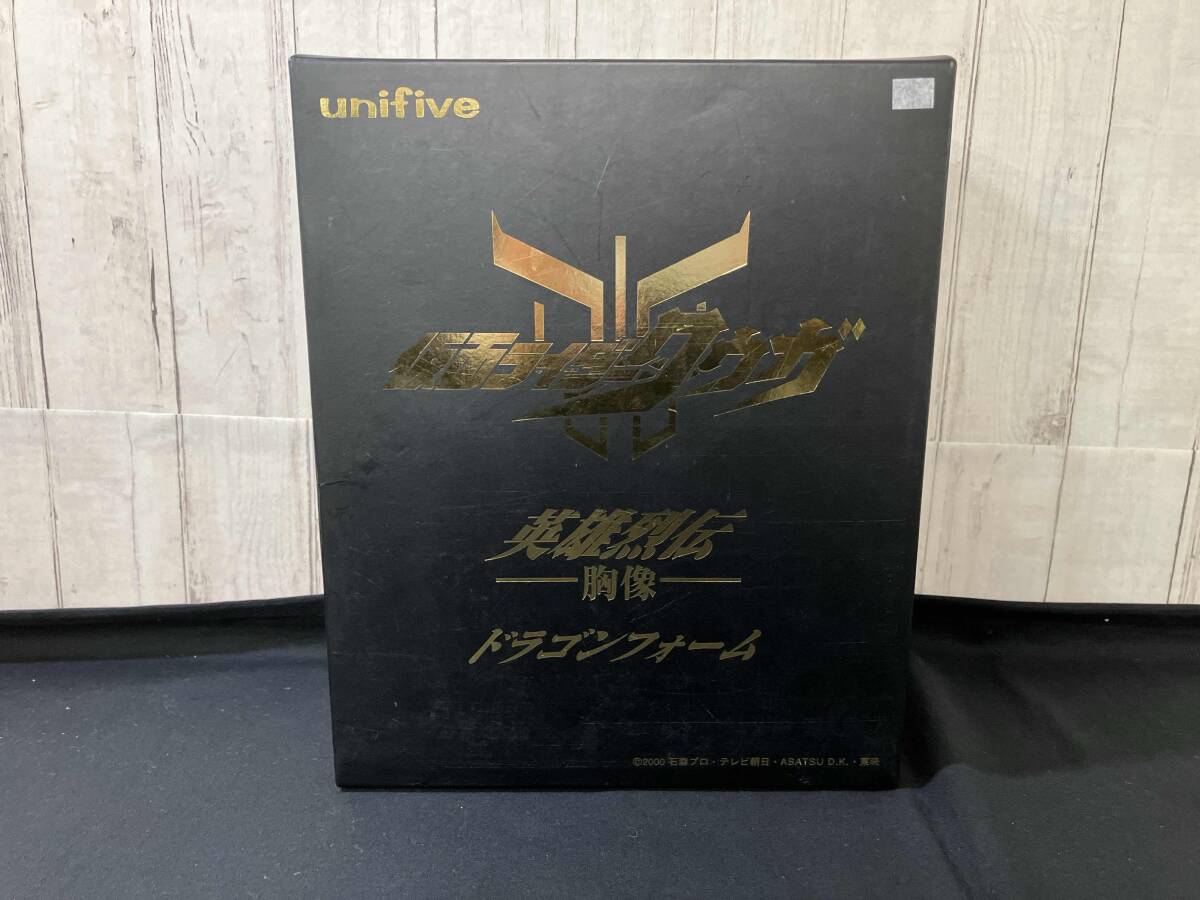 unifive
仮面ライダークウガ
英雄烈伝
胸像
ドラゴンフォーム
©2000 石森プロ・テレビ朝日・ASATSU D.K.・東映